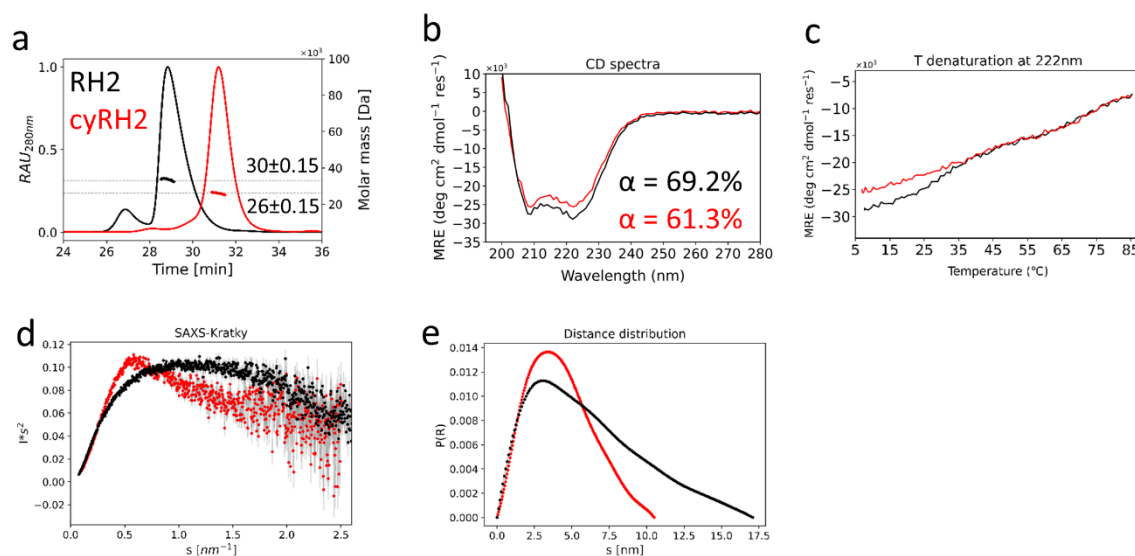 a
RH2
cyRH2
×10³
1.0
0.5
0.0
RAU280nm
100
80
60
40
20
Molar mass [Da]
30±0.15
26±0.15
24 26 28 30 32 34 36
Time [min]
b
CD spectra
×10³
10
5
0
−5
−10
−15
−20
−25
−30
−35
MRE (deg cm² dmol⁻¹ res⁻¹)
α = 69.2%
α = 61.3%
200 210 220 230 240 250 260 270 280
Wavelength (nm)
c
T denaturation at 222nm
×10³
−5
−10
−15
−20
−25
−30
MRE (deg cm² dmol⁻¹ res⁻¹)
5 15 25 35 45 55 65 75 85
Temperature (°C)
d
SAXS-Kratky
0.12
0.10
0.08
0.06
0.04
0.02
0.00
−0.02
I*s²
0.0 0.5 1.0 1.5 2.0 2.5
s [nm⁻¹]
e
Distance distribution
0.014
0.012
0.010
0.008
0.006
0.004
0.002
0.000
P(R)
0.0 2.5 5.0 7.5 10.0 12.5 15.0 17.5
s [nm]